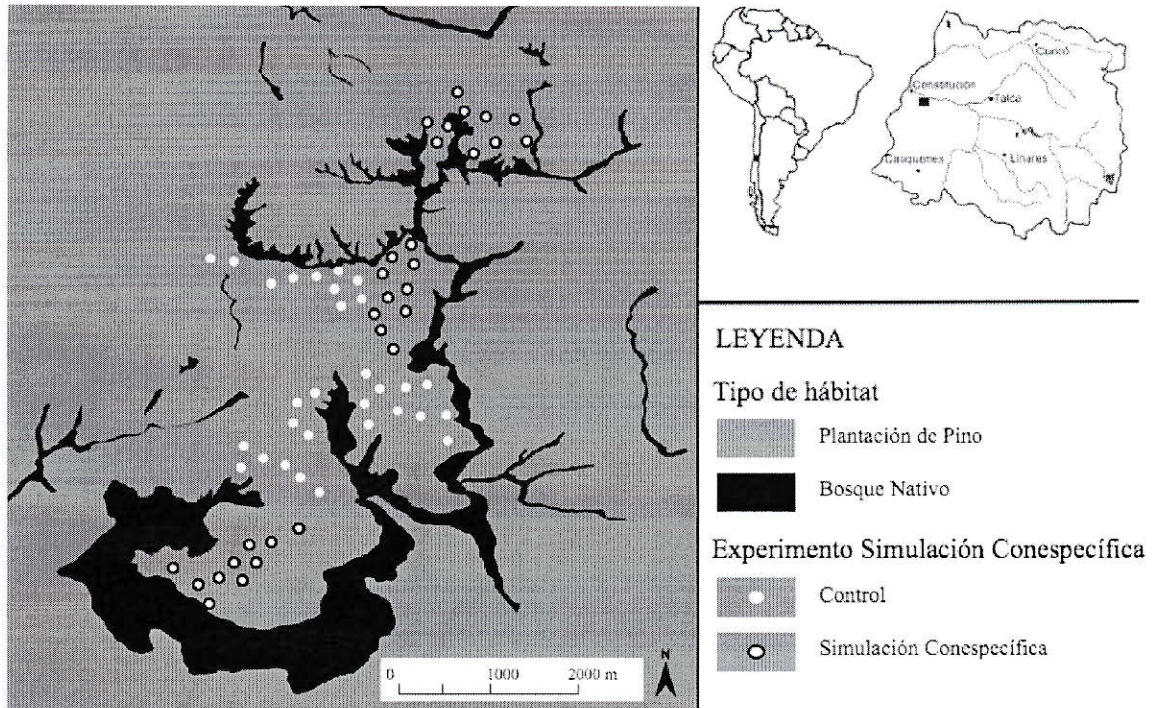 Curicó
Constitución
Talca
Linares
Cauquenes
LEYENDA
Tipo de hábitat
Plantación de Pino
Bosque Nativo
Experimento Simulación Conespecífica
Control
Simulación Conespecífica
0 1000 2000 m
N